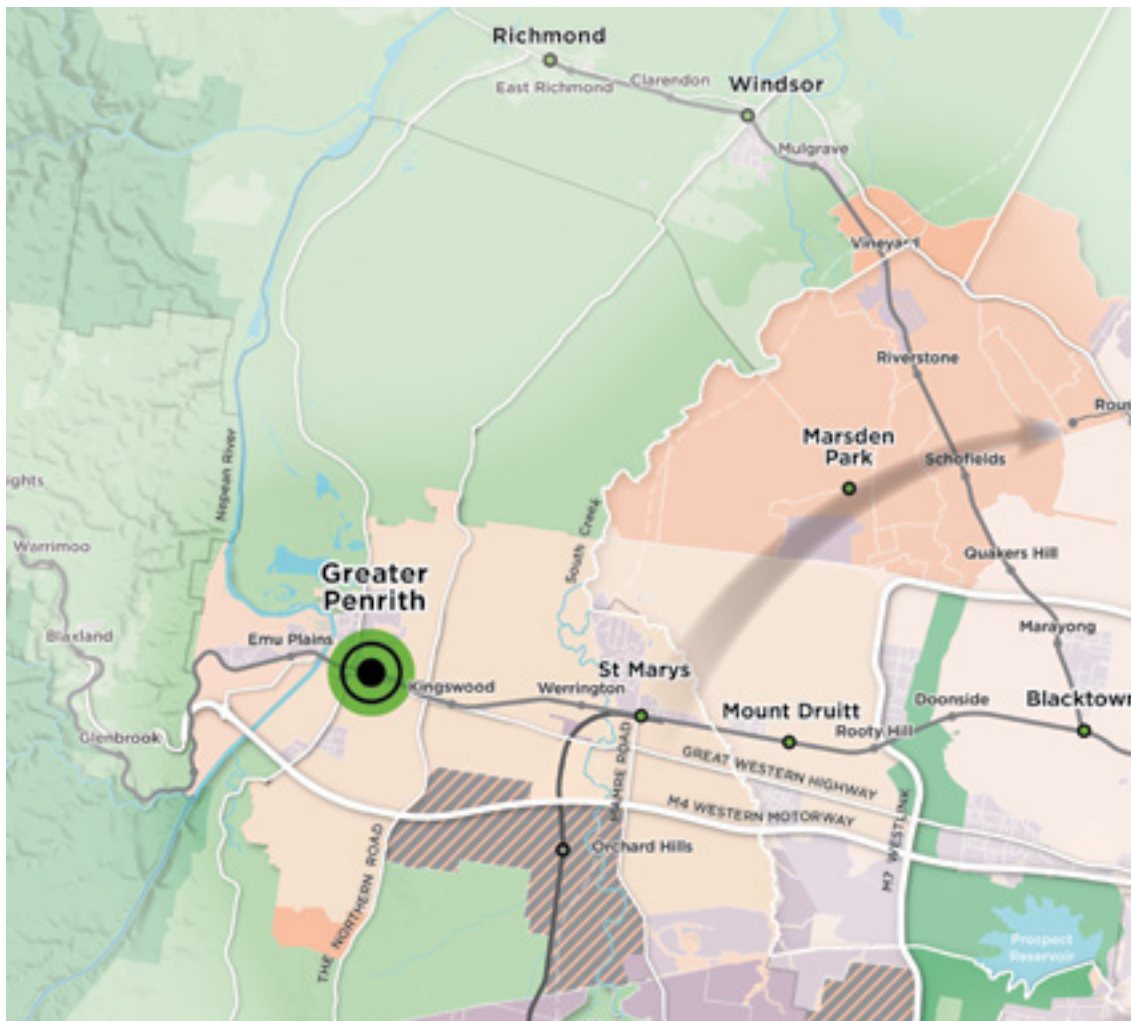 Richmond
East Richmond
Clarendon
Windsor
Mulgrave
Vineyard
Riverstone
Rous
Marsden
Park
Schofields
Nepean River
ights
Warrimoo
South Creek
Quakers Hill
Greater
Penrith
Blaxland
Emu Plains
Marayong
St Marys
Kingswood
Werrington
Doonside
Blacktown
Mount Druitt
Rooty Hill
Glenbrook
GREAT WESTERN HIGHWAY
MAMRE ROAD
M4 WESTERN MOTORWAY
M7 WESTLINK
Orchard Hills
THE NORTHERN ROAD
Prospect
Reservoir